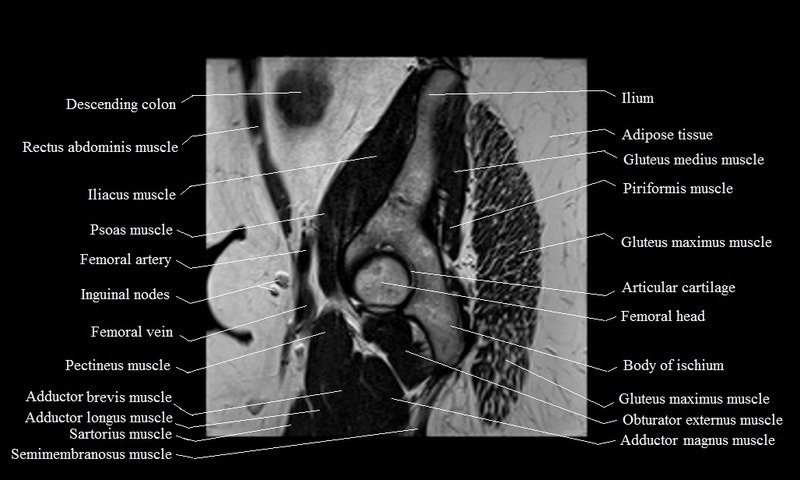 Descending colon
Rectus abdominis muscle
Iliacus muscle
Psoas muscle
Femoral artery
Inguinal nodes
Femoral vein
Pectineus muscle
Adductor brevis muscle
Adductor longus muscle
Sartorius muscle
Semimembranosus muscle
Ilium
Adipose tissue
Gluteus medius muscle
Piriformis muscle
Gluteus maximus muscle
Articular cartilage
Femoral head
Body of ischium
Gluteus maximus muscle
Obturator externus muscle
Adductor magnus muscle